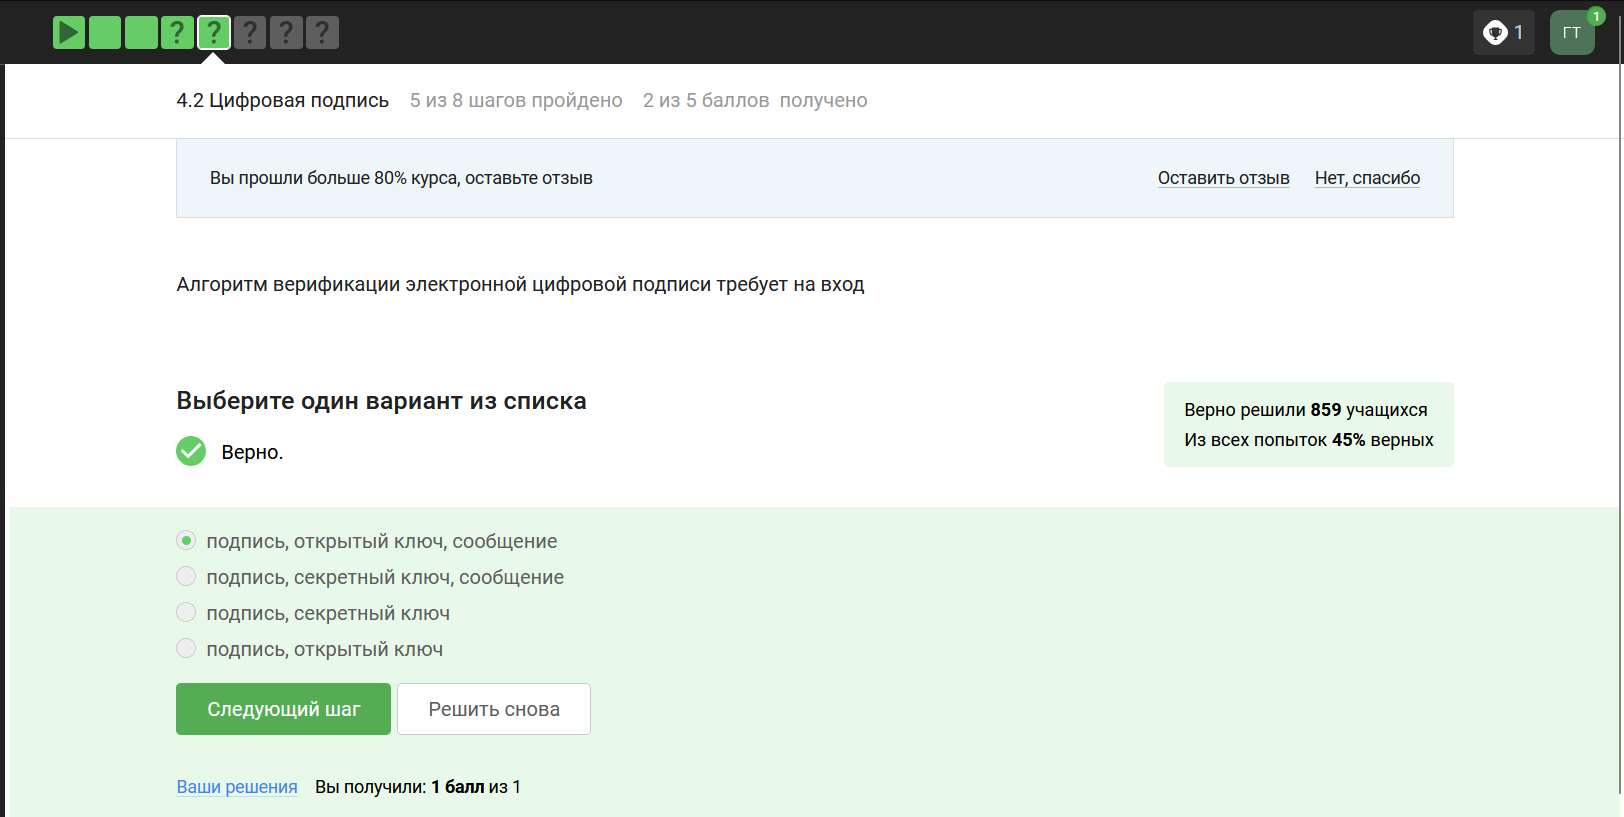 ? ? ? ? ?
1
ГТ
1
4.2 Цифровая подпись 5 из 8 шагов пройдено 2 из 5 баллов получено
Вы прошли больше 80% курса, оставьте отзыв
Оставить отзыв Нет, спасибо
Алгоритм верификации электронной цифровой подписи требует на вход
Выберите один вариант из списка
Верно.
Верно решили 859 учащихся
Из всех попыток 45% верных
подпись, открытый ключ, сообщение
подпись, секретный ключ, сообщение
подпись, секретный ключ
подпись, открытый ключ
Следующий шаг Решить снова
Ваши решения Вы получили: 1 балл из 1